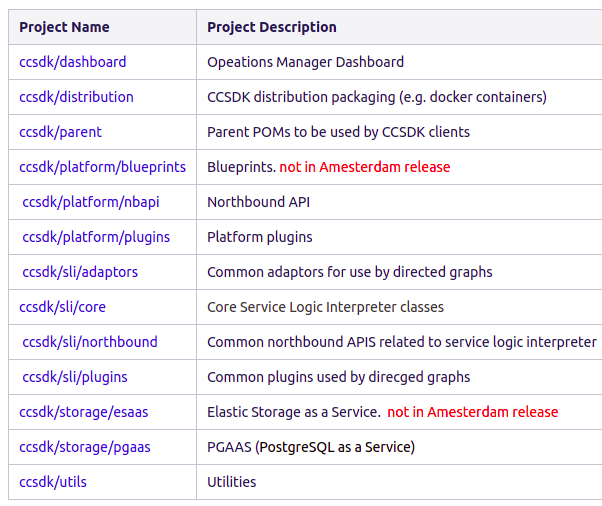 Project Name Project Description
ccsdk/dashboard Opeations Manager Dashboard
ccsdk/distribution CCSDK distribution packaging (e.g. docker containers)
ccsdk/parent Parent POMs to be used by CCSDK clients
ccsdk/platform/blueprints Blueprints. not in Amesterdam release
ccsdk/platform/nbapi Northbound API
ccsdk/platform/plugins Platform plugins
ccsdk/sli/adaptors Common adaptors for use by directed graphs
ccsdk/sli/core Core Service Logic Interpreter classes
ccsdk/sli/northbound Common northbound APIS related to service logic interpreter
ccsdk/sli/plugins Common plugins used by direcged graphs
ccsdk/storage/esaas Elastic Storage as a Service. not in Amesterdam release
ccsdk/storage/pgaas PGAAS (PostgreSQL as a Service)
ccsdk/utils Utilities